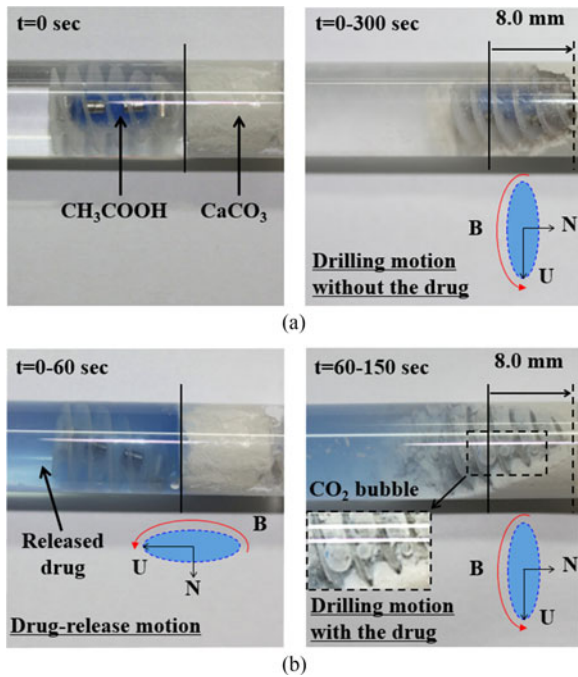 t=0 sec
CH₃COOH
CaCO₃
t=0-300 sec
8.0 mm
B
N
U
Drilling motion
without the drug
(a)
t=0-60 sec
Released
drug
B
U
N
Drug-release motion
t=60-150 sec
8.0 mm
CO₂ bubble
B
N
U
Drilling motion
with the drug
(b)